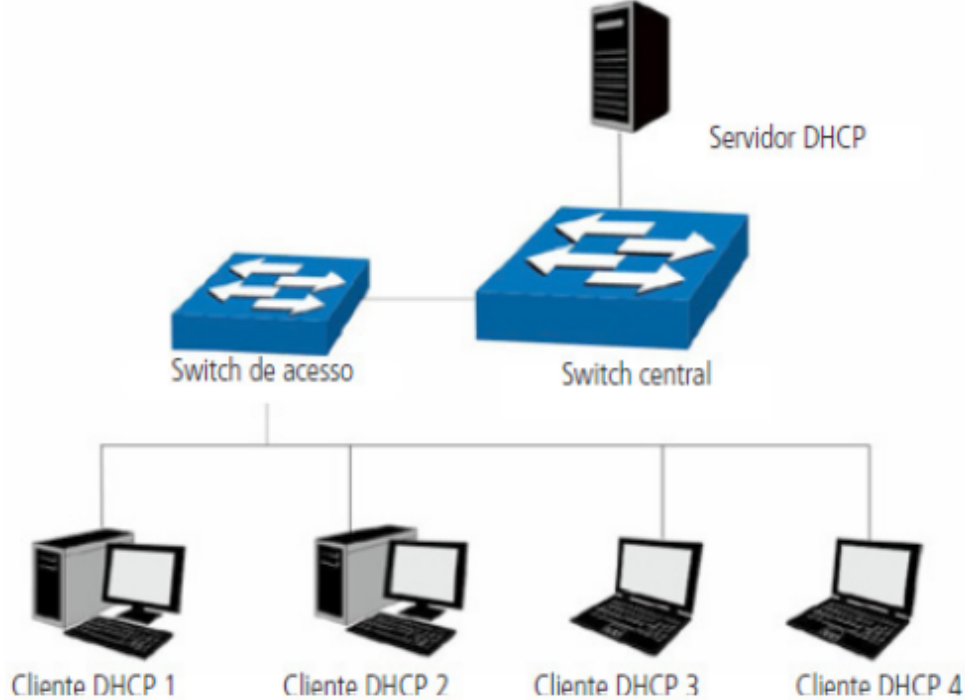 Servidor DHCP
Switch de acesso
Switch central
Cliente DHCP 1
Cliente DHCP 2
Cliente DHCP 3
Cliente DHCP 4